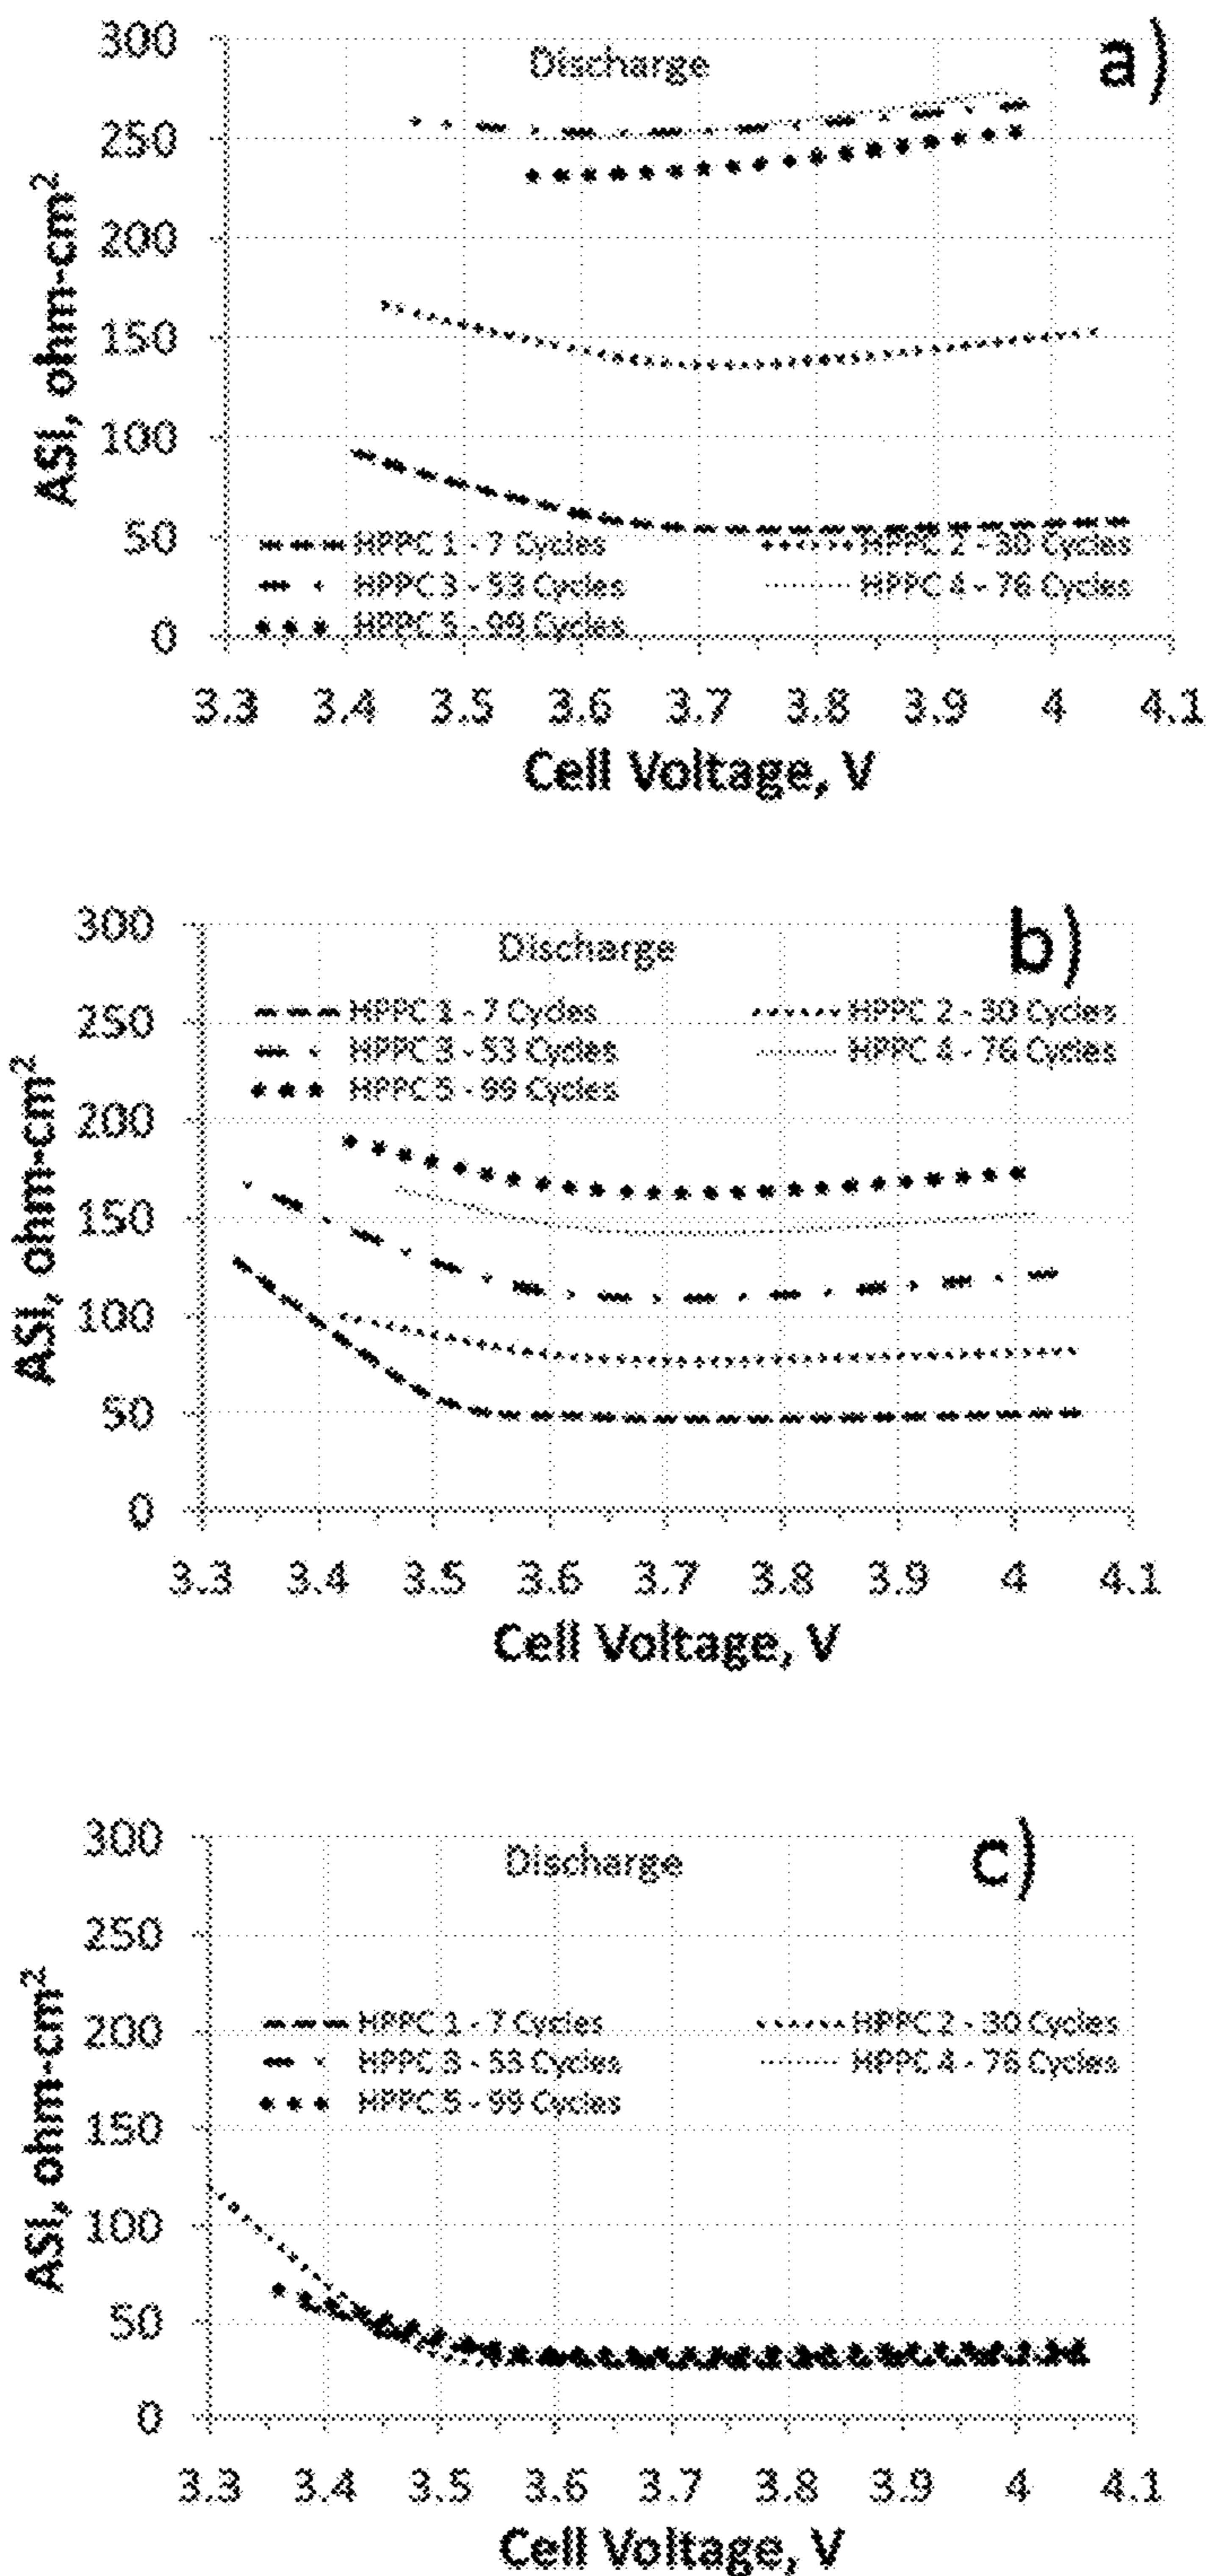 a)
Discharge
300
250
200
150
100
50
0
ASI, ohm-cm²
HPPC 1 - 7 Cycles
HPPC 2 - 30 Cycles
HPPC 3 - 53 Cycles
HPPC 4 - 76 Cycles
HPPC 5 - 99 Cycles
3.3 3.4 3.5 3.6 3.7 3.8 3.9 4 4.1
Cell Voltage, V
b)
Discharge
300
250
200
150
100
50
0
ASI, ohm-cm²
HPPC 1 - 7 Cycles
HPPC 2 - 30 Cycles
HPPC 3 - 53 Cycles
HPPC 4 - 76 Cycles
HPPC 5 - 99 Cycles
3.3 3.4 3.5 3.6 3.7 3.8 3.9 4 4.1
Cell Voltage, V
c)
Discharge
300
250
200
150
100
50
0
ASI, ohm-cm²
HPPC 1 - 7 Cycles
HPPC 2 - 30 Cycles
HPPC 3 - 53 Cycles
HPPC 4 - 76 Cycles
HPPC 5 - 99 Cycles
3.3 3.4 3.5 3.6 3.7 3.8 3.9 4 4.1
Cell Voltage, V